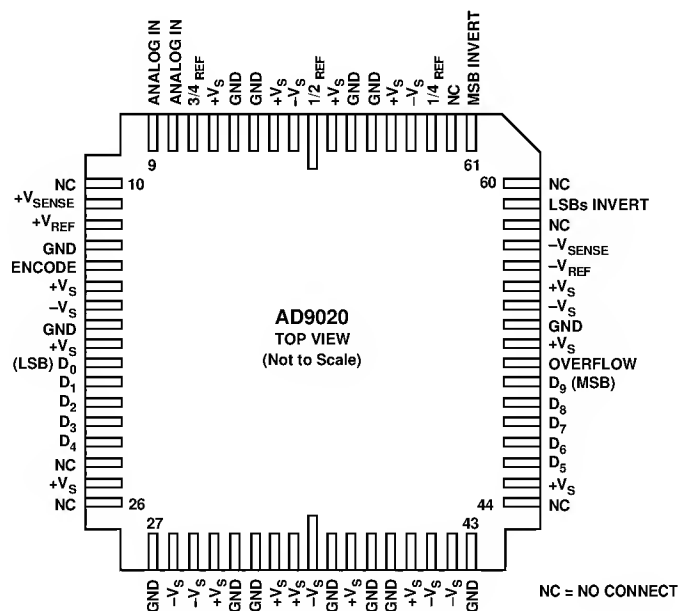 ANALOG IN
ANALOG IN
3/4 REF
+VS
GND
GND
+VS
–VS
1/2 REF
+VS
GND
GND
+VS
–VS
1/4 REF
NC
MSB INVERT
9
61
NC
10
+VSENSE
+VREF
GND
ENCODE
+VS
–VS
GND
+VS
(LSB) D0
D1
D2
D3
D4
NC
+VS
NC
26
AD9020
TOP VIEW
(Not to Scale)
60
NC
LSBs INVERT
NC
–VSENSE
–VREF
+VS
–VS
GND
+VS
OVERFLOW
D9 (MSB)
D8
D7
D6
D5
+VS
44
NC
27
43
GND
–VS
–VS
+VS
GND
GND
+VS
+VS
–VS
GND
+VS
GND
GND
+VS
–VS
–VS
GND
NC = NO CONNECT